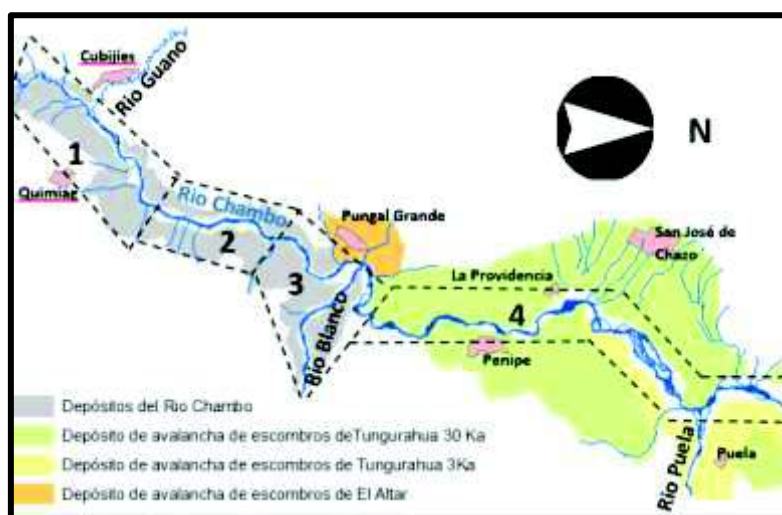 Cubijies
Rio Guano
N
1
Quimiag
Rio Chambo
2
Pungal Grande
San José de
Chazo
3
La Providencia
4
Rio Blanco
Penipe
Rio Puela
Puela
Depósitos del Rio Chambo
Depósito de avalancha de escombros deTungurahua 30 Ka
Depósito de avalancha de escombros de Tungurahua 3Ka
Depósito de avalancha de escombros de El Altar